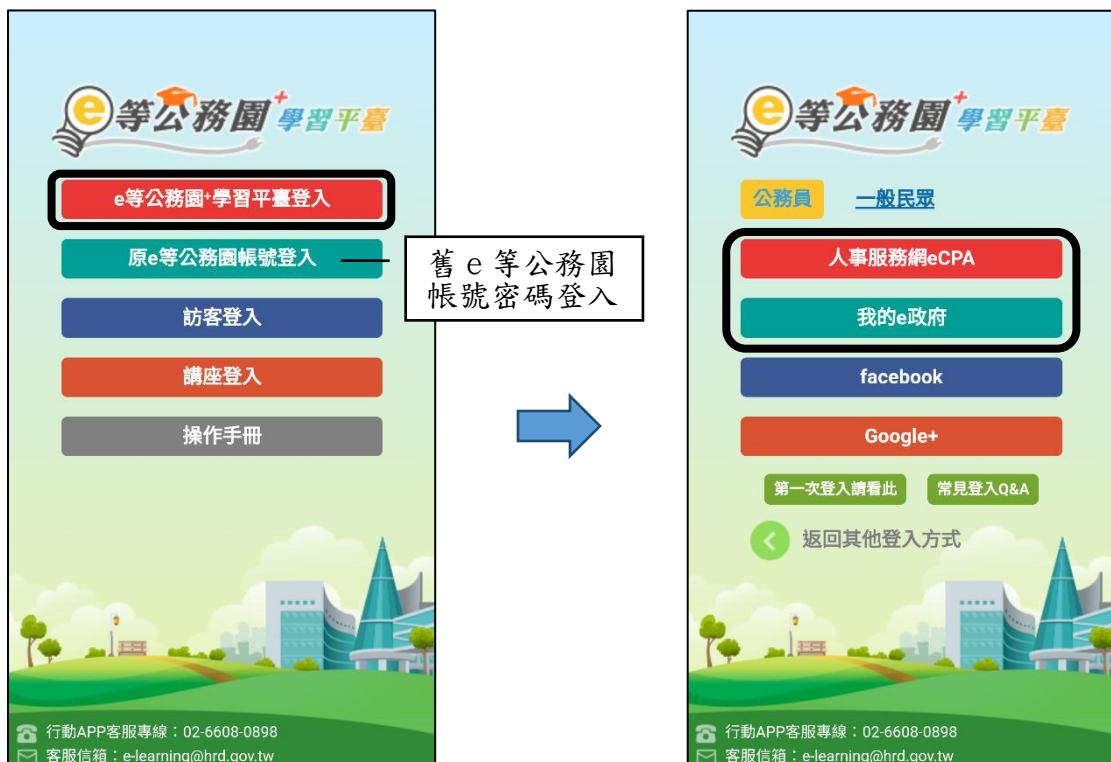 e等公務園+學習平臺
e等公務園+學習平臺登入
原e等公務園帳號登入
訪客登入
講座登入
操作手冊
行動APP客服專線：02-6608-0898
客服信箱：e-learning@hrd.gov.tw
舊e等公務園
帳號密碼登入
e等公務園+學習平臺
公務員 一般民眾
人事服務網eCPA
我的e政府
facebook
Google+
第一次登入請看此 常見登入Q&A
返回其他登入方式
行動APP客服專線：02-6608-0898
客服信箱：e-learning@hrd.gov.tw